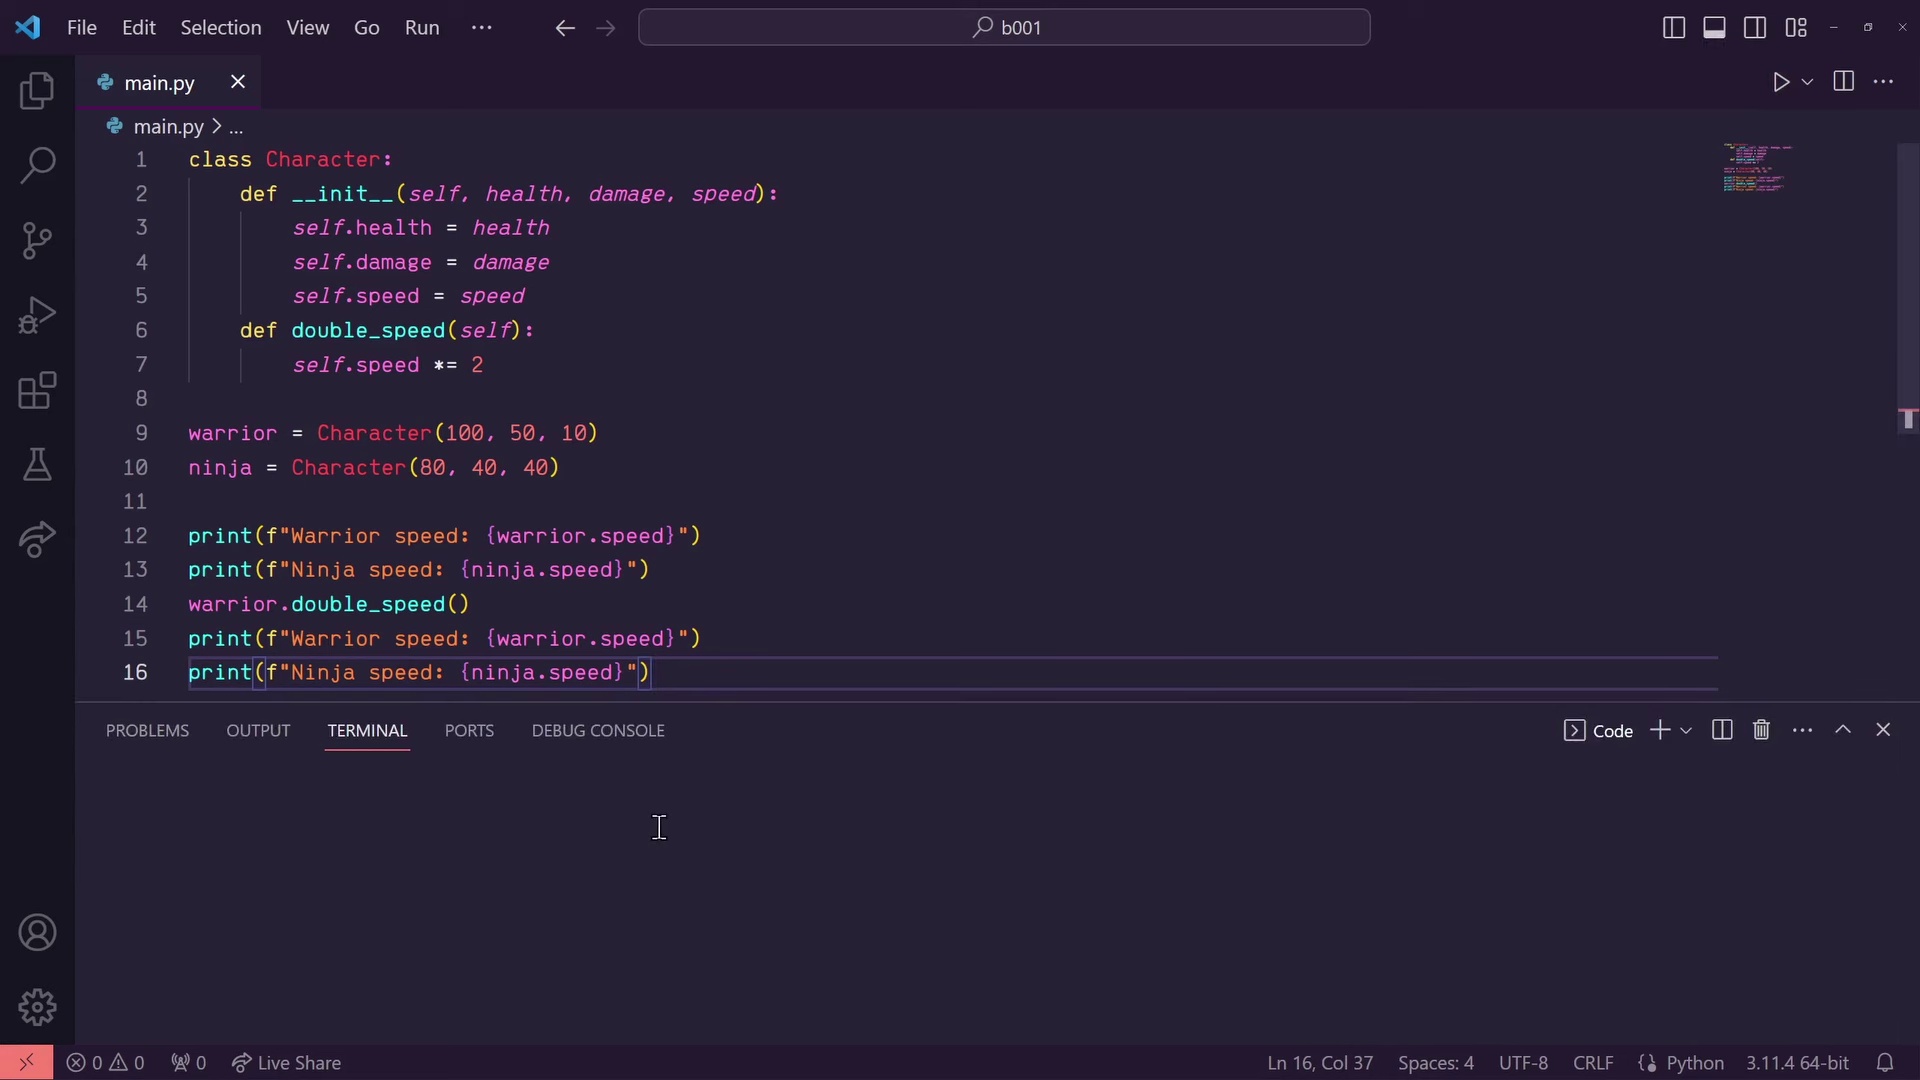 File Edit Selection View Go Run ... b001
main.py
main.py > ...
1 class Character:
2 def __init__(self, health, damage, speed):
3 self.health = health
4 self.damage = damage
5 self.speed = speed
6 def double_speed(self):
7 self.speed *= 2
8
9 warrior = Character(100, 50, 10)
10 ninja = Character(80, 40, 40)
11
12 print(f"Warrior speed: {warrior.speed}")
13 print(f"Ninja speed: {ninja.speed}")
14 warrior.double_speed()
15 print(f"Warrior speed: {warrior.speed}")
16 print(f"Ninja speed: {ninja.speed}")
PROBLEMS OUTPUT TERMINAL PORTS DEBUG CONSOLE Code
0 0 0 Live Share Ln 16, Col 37 Spaces: 4 UTF-8 CRLF Python 3.11.4 64-bit